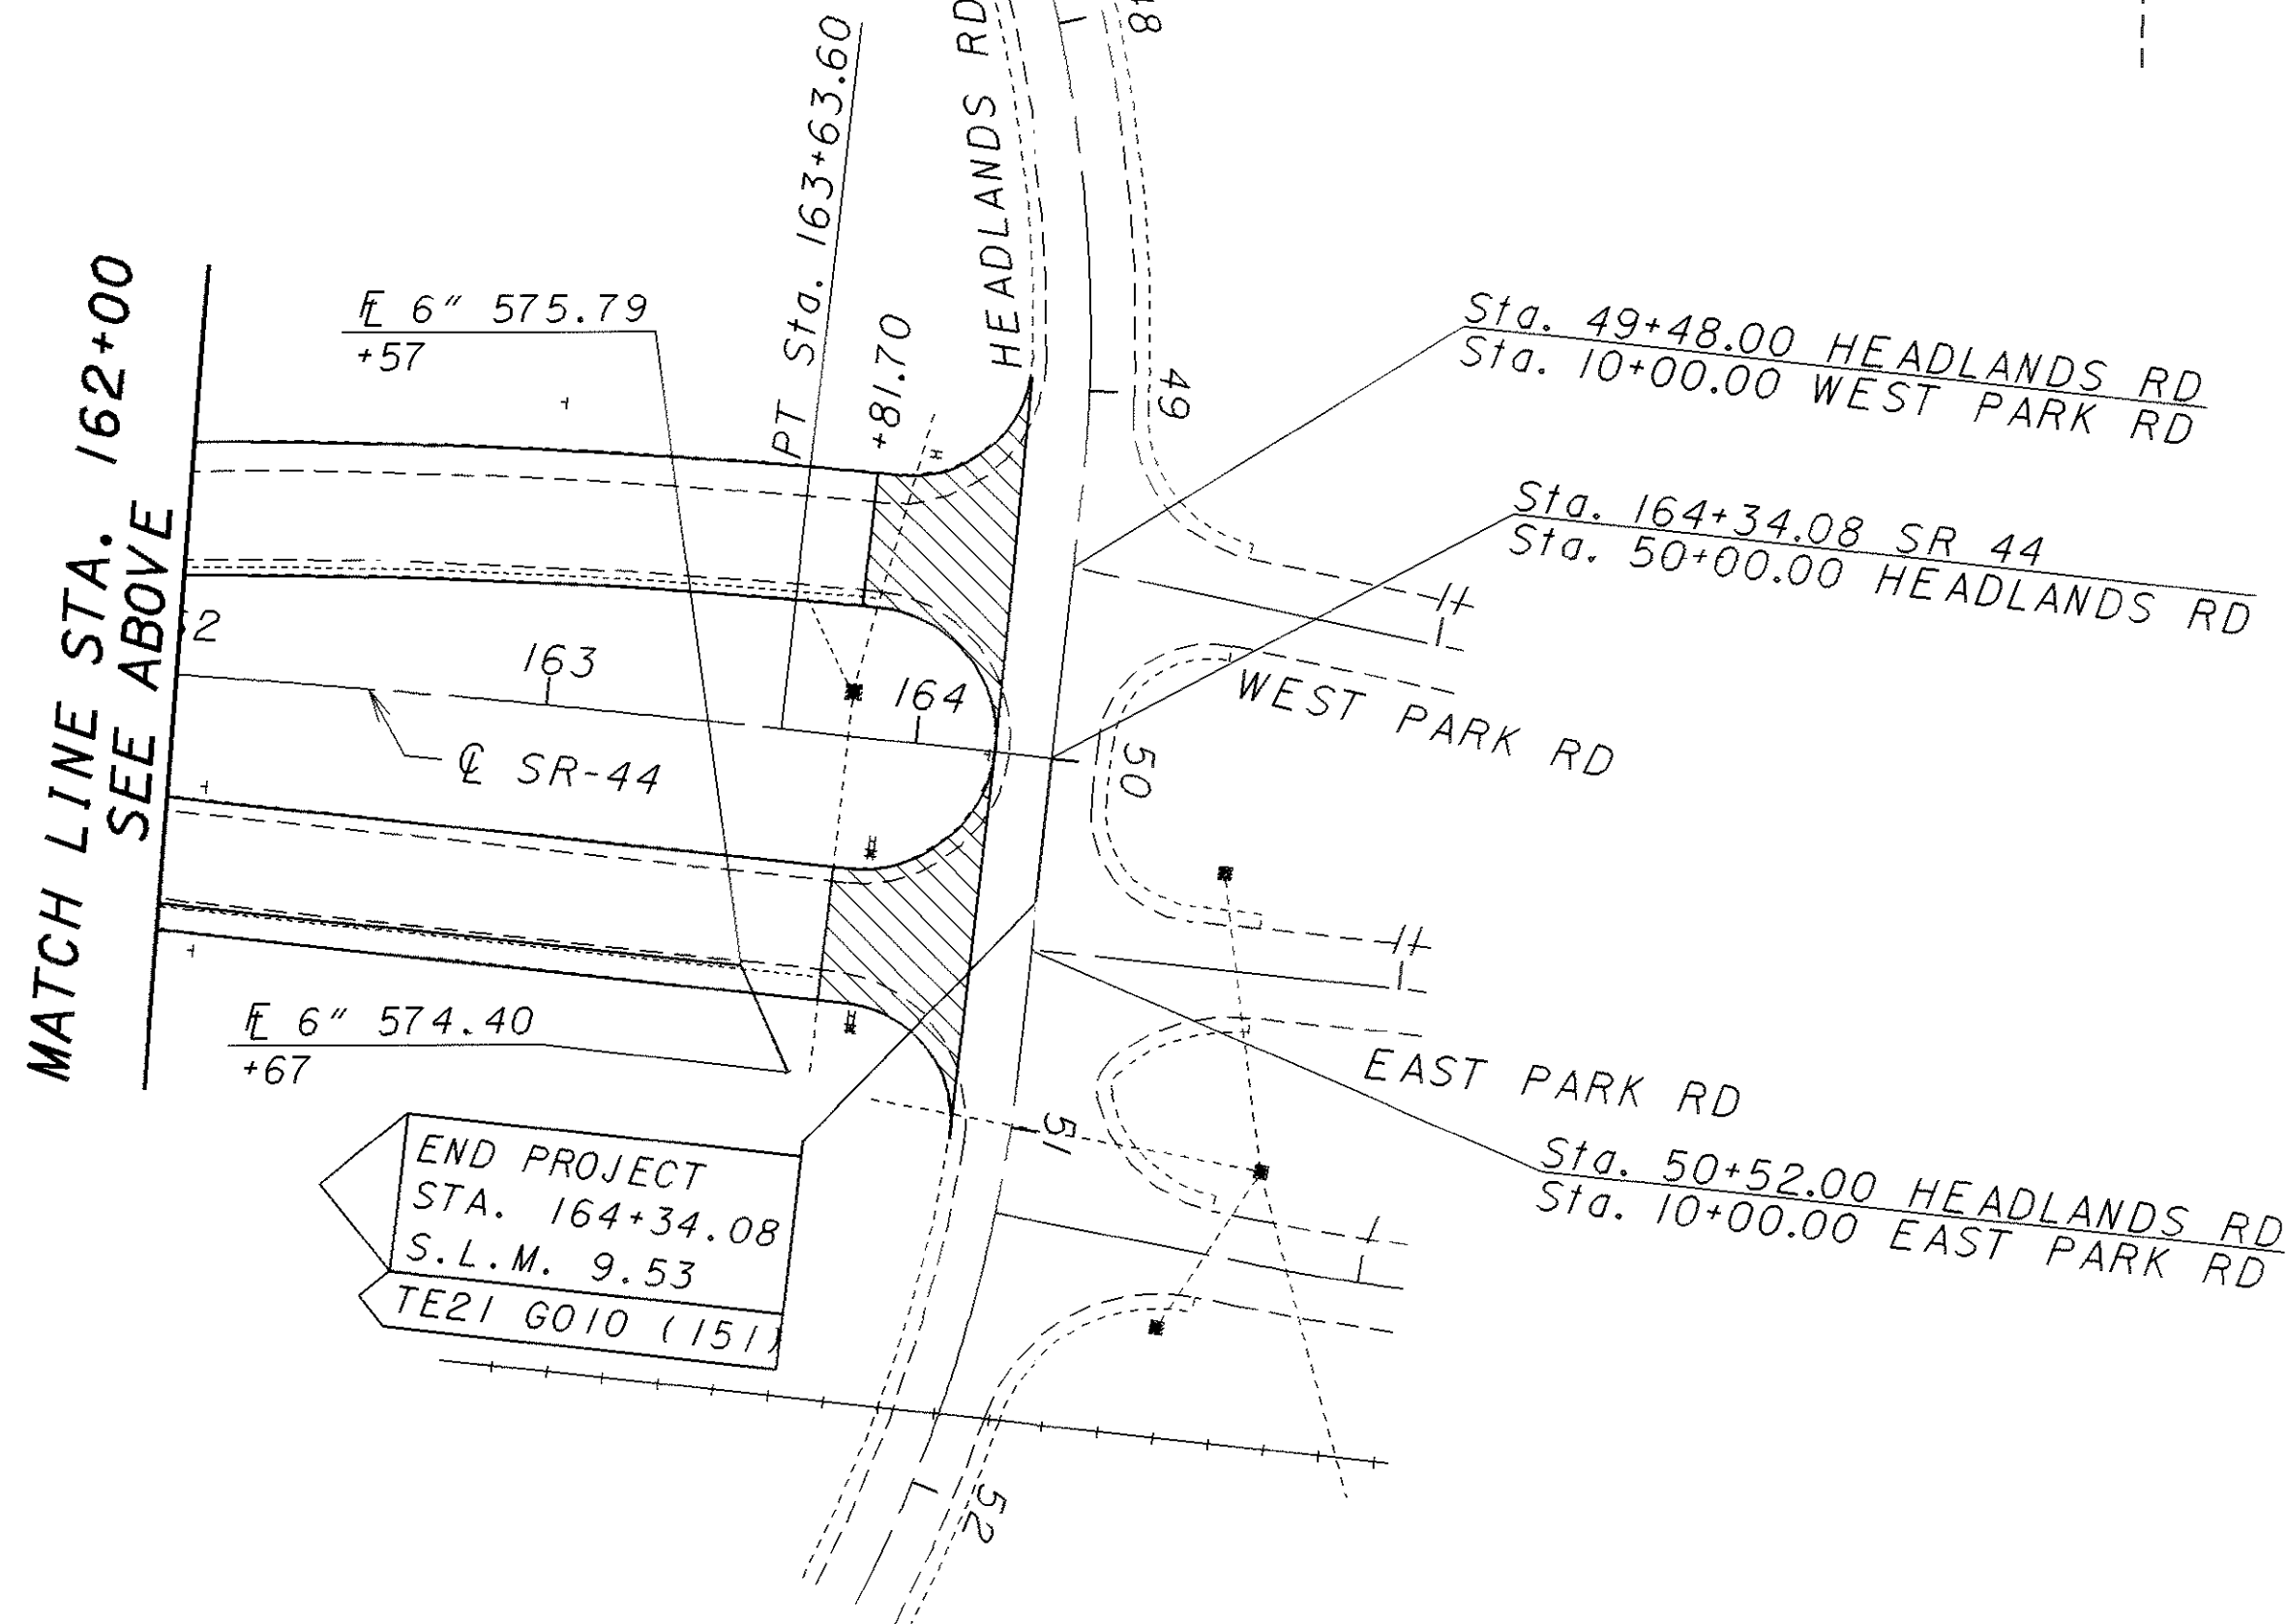 MATCH LINE STA. 162+00
SEE ABOVE
FL 6" 575.79
+57
PT Sta. 163+63.60
+81.70
HEADLANDS RD
48
49
Sta. 49+48.00 HEADLANDS RD
Sta. 10+00.00 WEST PARK RD
Sta. 164+34.08 SR 44
Sta. 50+00.00 HEADLANDS RD
2
163
164
℄ SR-44
WEST PARK RD
50
FL 6" 574.40
+67
EAST PARK RD
51
Sta. 50+52.00 HEADLANDS RD
Sta. 10+00.00 EAST PARK RD
END PROJECT
STA. 164+34.08
S.L.M. 9.53
TE21 G010 (151)
52